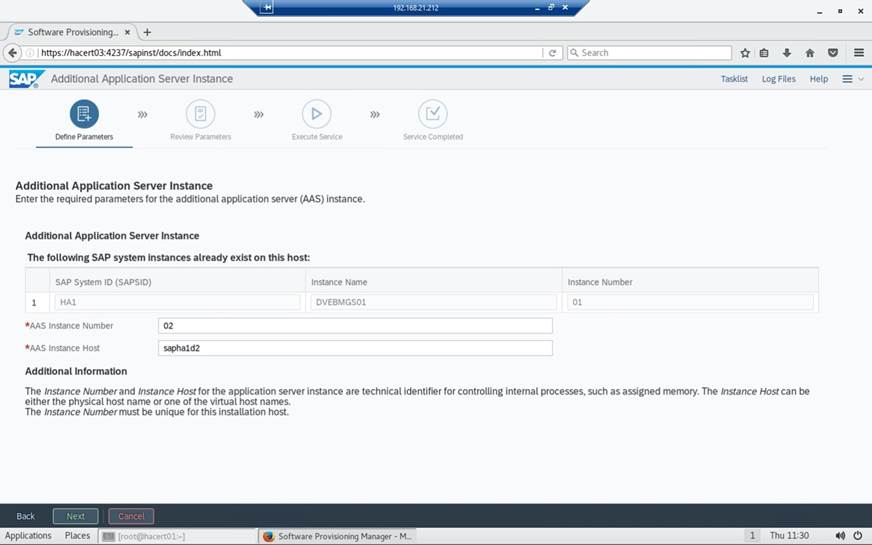 192.168.21.212
Software Provisioning...
https://hacert03:4237/sapinst/docs/index.html
Search
SAP Additional Application Server Instance
Tasklist Log Files Help
Define Parameters Review Parameters Execute Service Service Completed
Additional Application Server Instance
Enter the required parameters for the additional application server (AAS) instance.
Additional Application Server Instance
The following SAP system instances already exist on this host:
SAP System ID (SAPSID) Instance Name Instance Number
1 HA1 DVEBMGS01 01
*AAS Instance Number 02
*AAS Instance Host sapha1d2
Additional Information
The Instance Number and Instance Host for the application server instance are technical identifier for controlling internal processes, such as assigned memory. The Instance Host can be
either the physical host name or one of the virtual host names.
The Instance Number must be unique for this installation host.
Back Next Cancel
Applications Places [root@hacert01:~] Software Provisioning Manager - M... 1 Thu 11:30